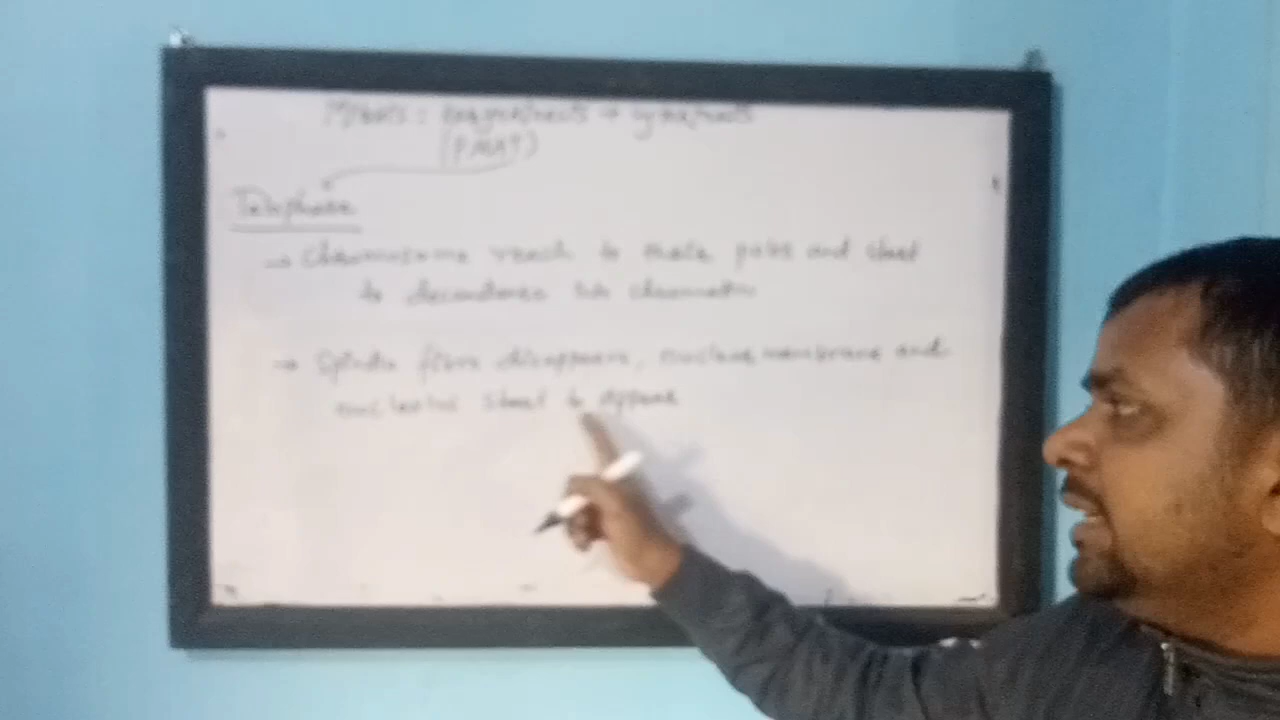 Mitosis: Karyokinesis + cytokinesis
(PMAT)
Telophase
→ Chromosome reach to their poles and start
to decondense into chromatin
→ Spindle fibre disappears, nuclear membrane and
nucleolus start to appear